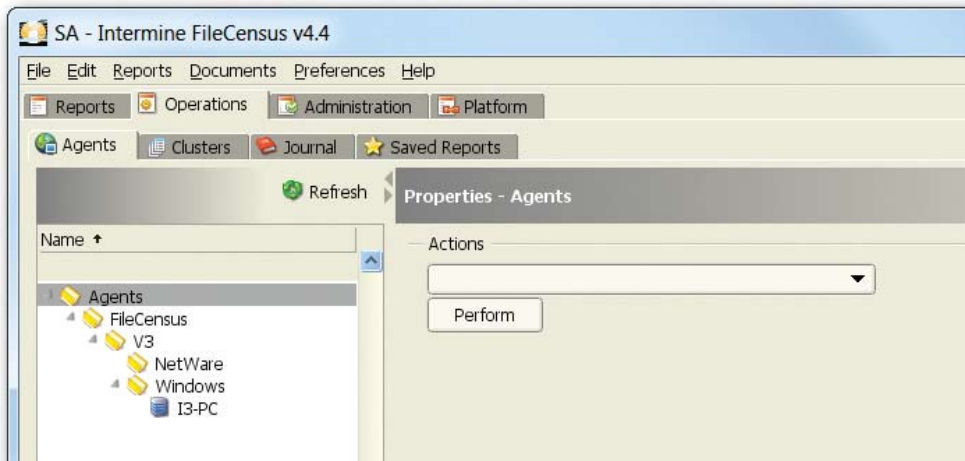 SA - Intermine FileCensus v4.4
File Edit Reports Documents Preferences Help
Reports Operations Administration Platform
Agents Clusters Journal Saved Reports
Refresh
Properties - Agents
Name
Actions
Agents
FileCensus
Perform
V3
NetWare
Windows
I3-PC